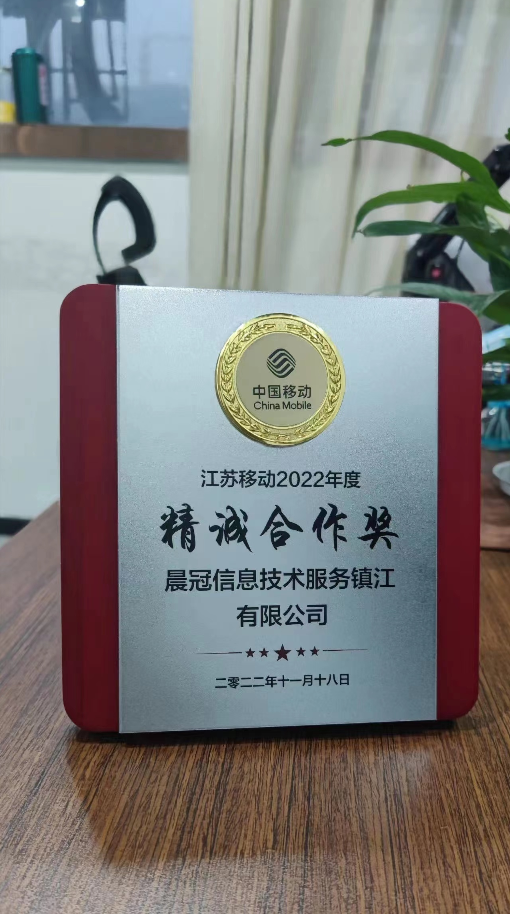 中国移动
China Mobile
江苏移动2022年度
精诚合作奖
晨冠信息技术服务镇江
有限公司
二零二二年十一月十八日